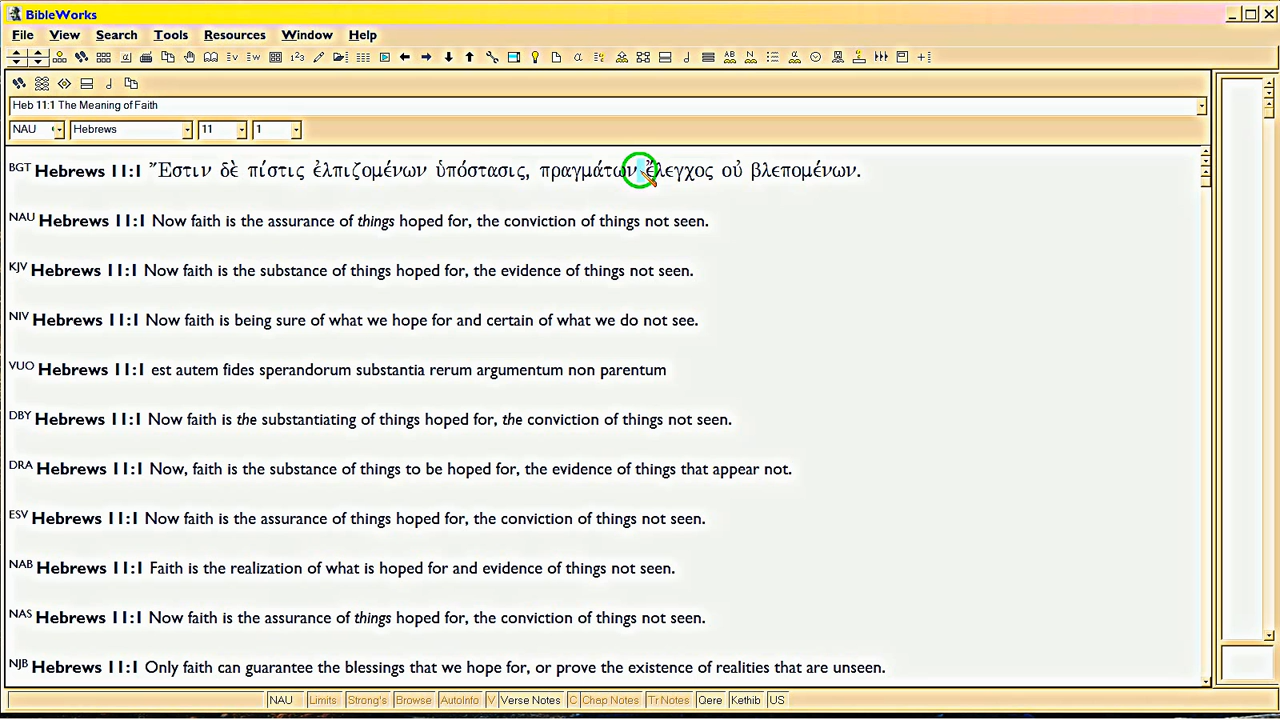 BibleWorks
File View Search Tools Resources Window Help
Heb 11:1 The Meaning of Faith
NAU Hebrews 11 1
BGT Hebrews 11:1 Ἔστιν δὲ πίστις ἐλπιζομένων ὑπόστασις, πραγμάτων ἔλεγχος οὐ βλεπομένων.
NAU Hebrews 11:1 Now faith is the assurance of things hoped for, the conviction of things not seen.
KJV Hebrews 11:1 Now faith is the substance of things hoped for, the evidence of things not seen.
NIV Hebrews 11:1 Now faith is being sure of what we hope for and certain of what we do not see.
VUO Hebrews 11:1 est autem fides sperandorum substantia rerum argumentum non parentum
DBY Hebrews 11:1 Now faith is the substantiating of things hoped for, the conviction of things not seen.
DRA Hebrews 11:1 Now, faith is the substance of things to be hoped for, the evidence of things that appear not.
ESV Hebrews 11:1 Now faith is the assurance of things hoped for, the conviction of things not seen.
NAB Hebrews 11:1 Faith is the realization of what is hoped for and evidence of things not seen.
NAS Hebrews 11:1 Now faith is the assurance of things hoped for, the conviction of things not seen.
NJB Hebrews 11:1 Only faith can guarantee the blessings that we hope for, or prove the existence of realities that are unseen.
NAU Limits Strong's Browse AutoInfo V Verse Notes C Chap Notes Tr Notes Qere Kethib US